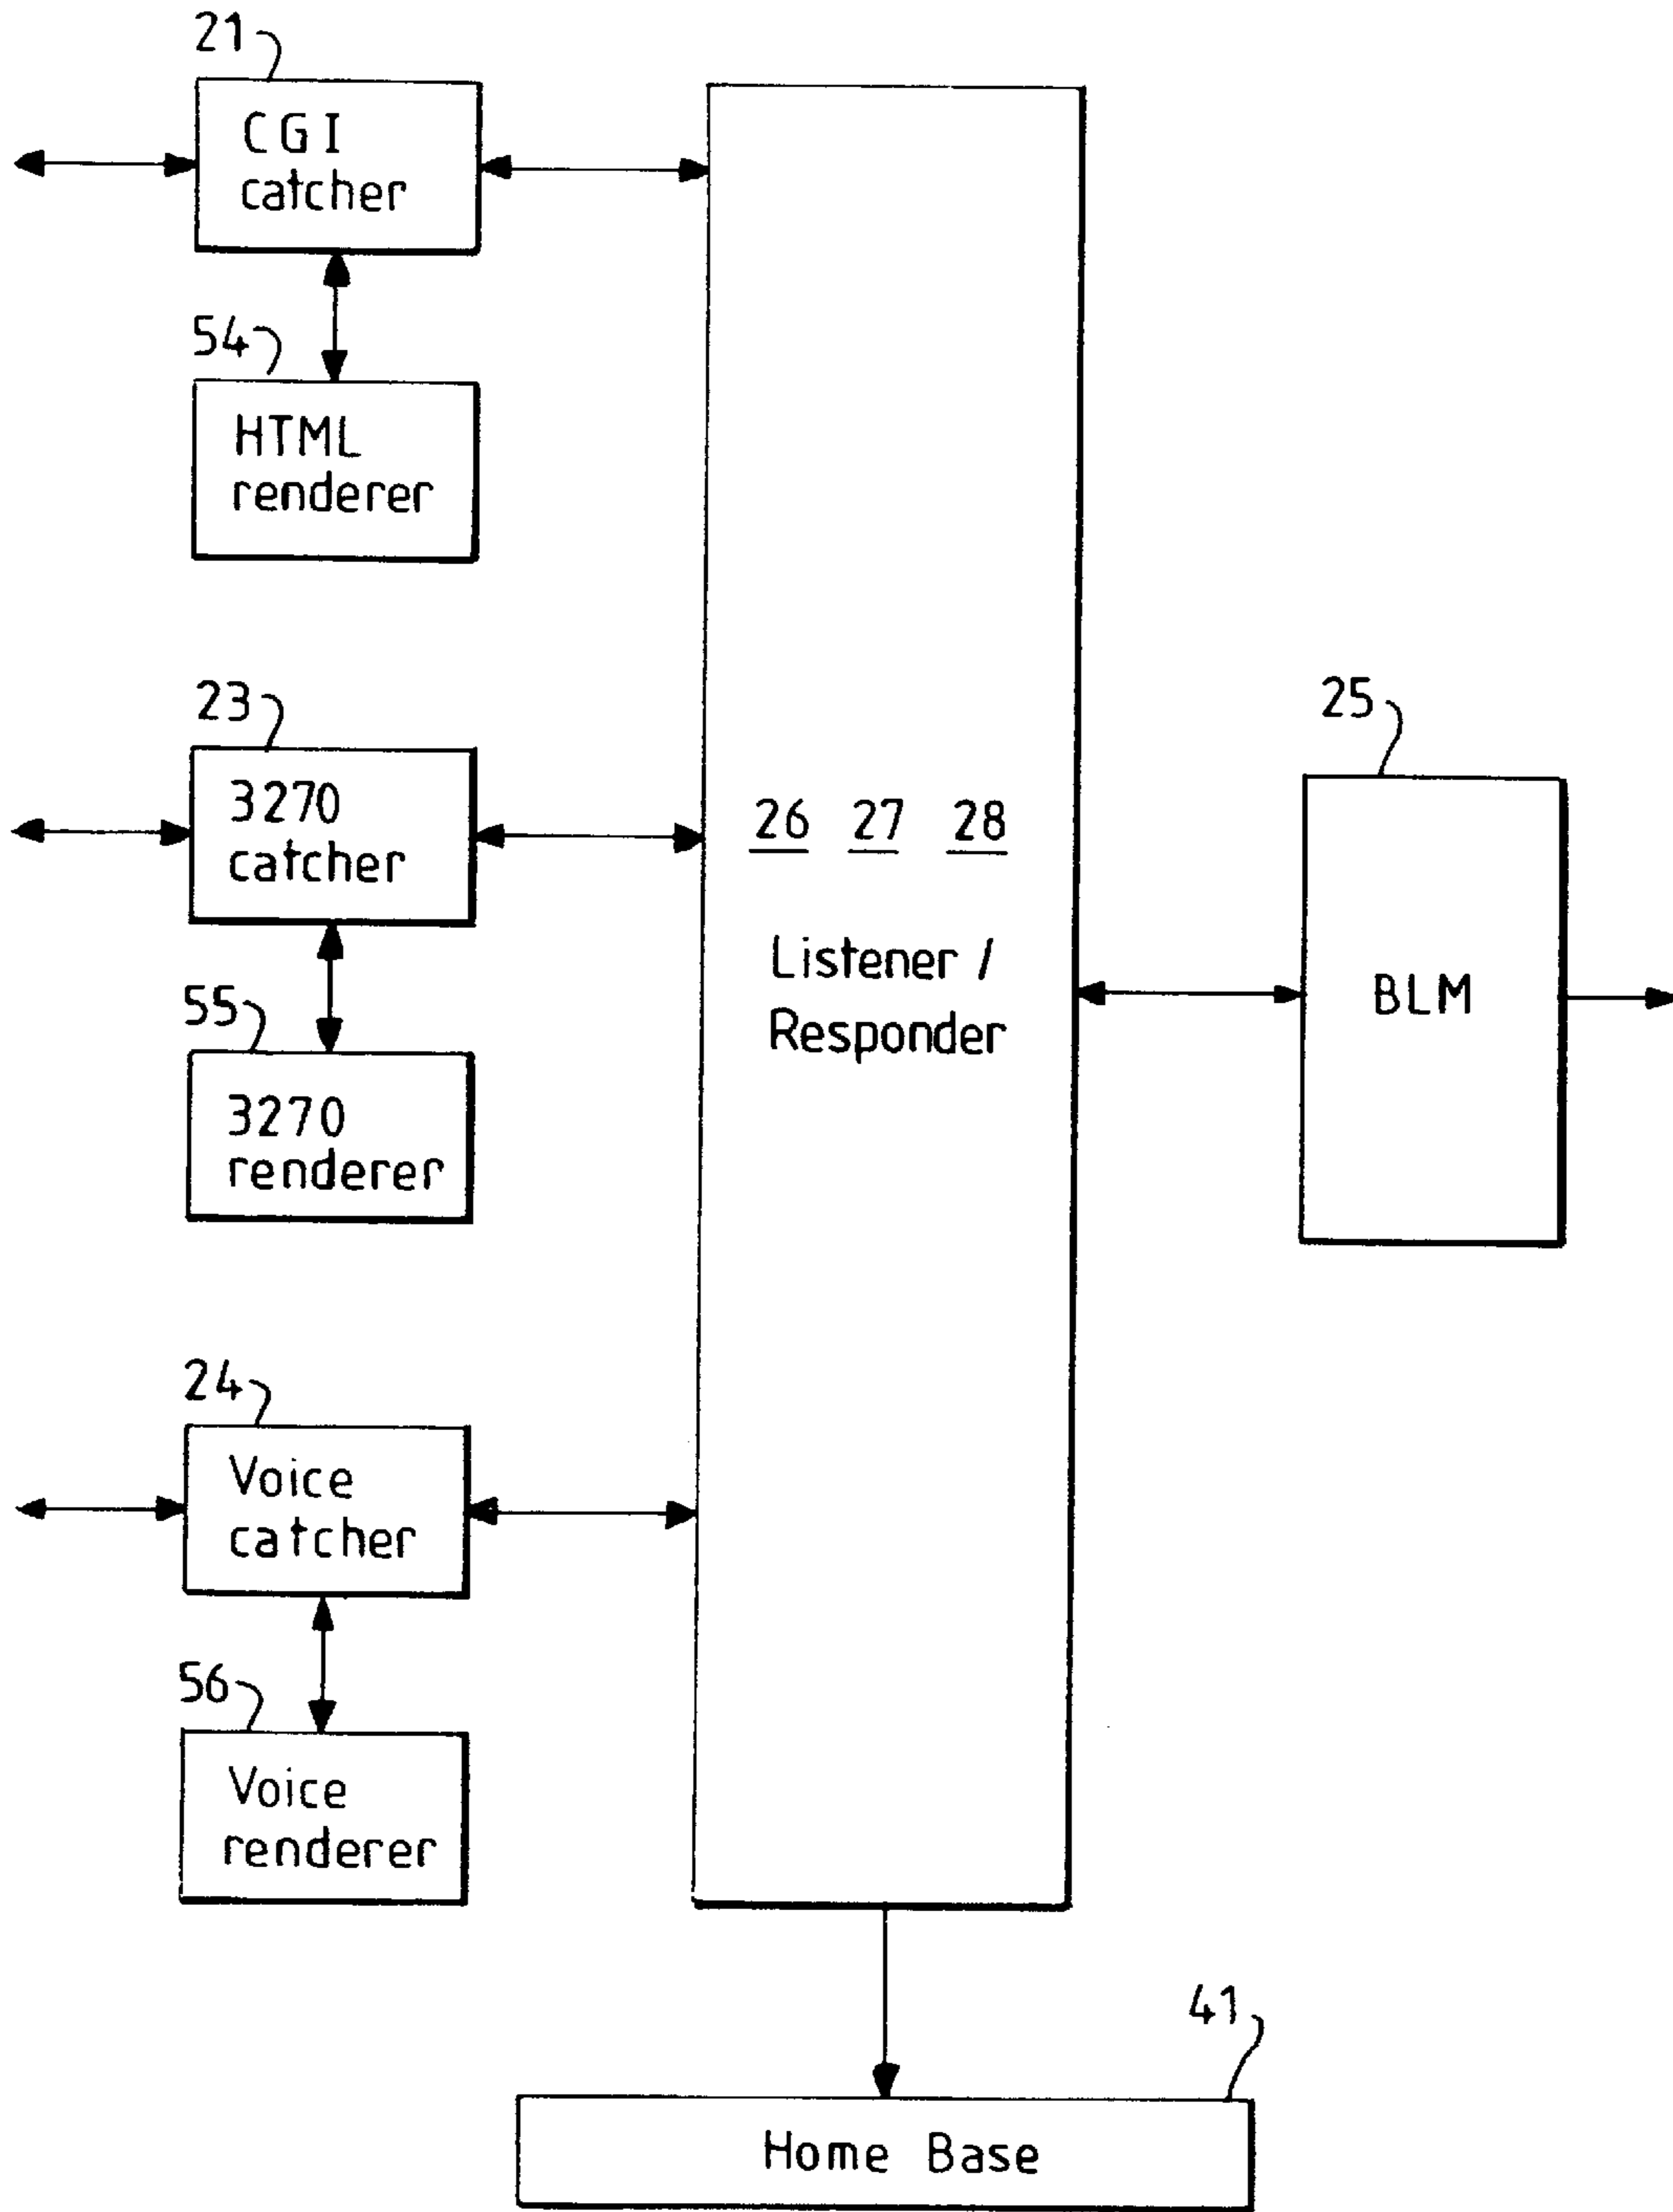 21
CGI
catcher
54
HTML
renderer
23
3270
catcher
55
3270
renderer
24
Voice
catcher
56
Voice
renderer
26 27 28
Listener /
Responder
25
BLM
41
Home Base